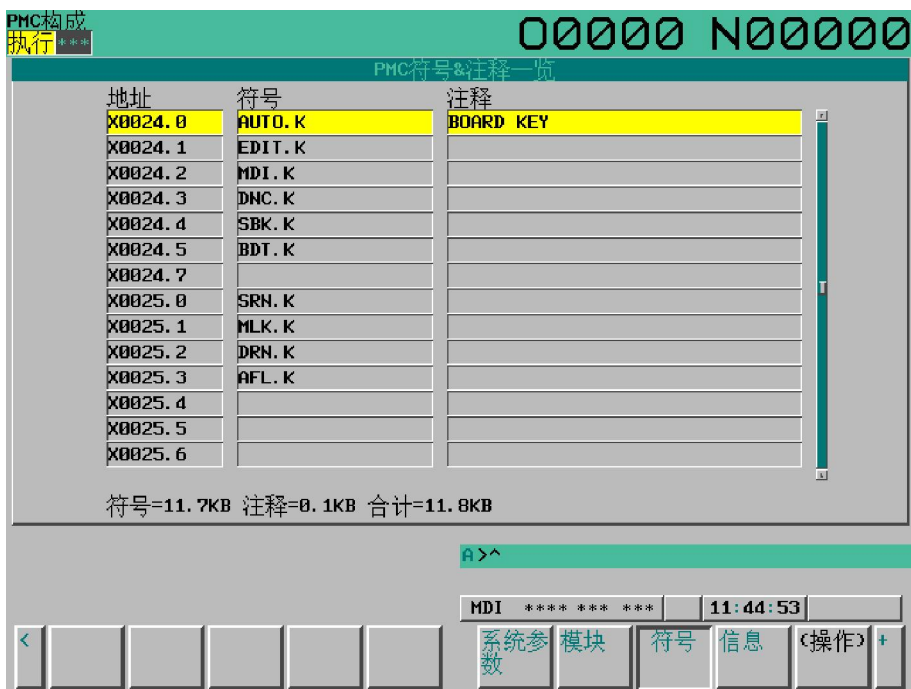 PMC构成
执行*** O0000 N00000
PMC符号&注释一览
地址 符号 注释
X0024.0 AUTO.K BOARD KEY
X0024.1 EDIT.K
X0024.2 MDI.K
X0024.3 DNC.K
X0024.4 SBK.K
X0024.5 BDT.K
X0024.7
X0025.0 SRN.K
X0025.1 MLK.K
X0025.2 DRN.K
X0025.3 AFL.K
X0025.4
X0025.5
X0025.6
符号=11.7KB 注释=0.1KB 合计=11.8KB
A>^
MDI **** *** *** 11:44:53
< 系统参数 模块 符号 信息 (操作) +